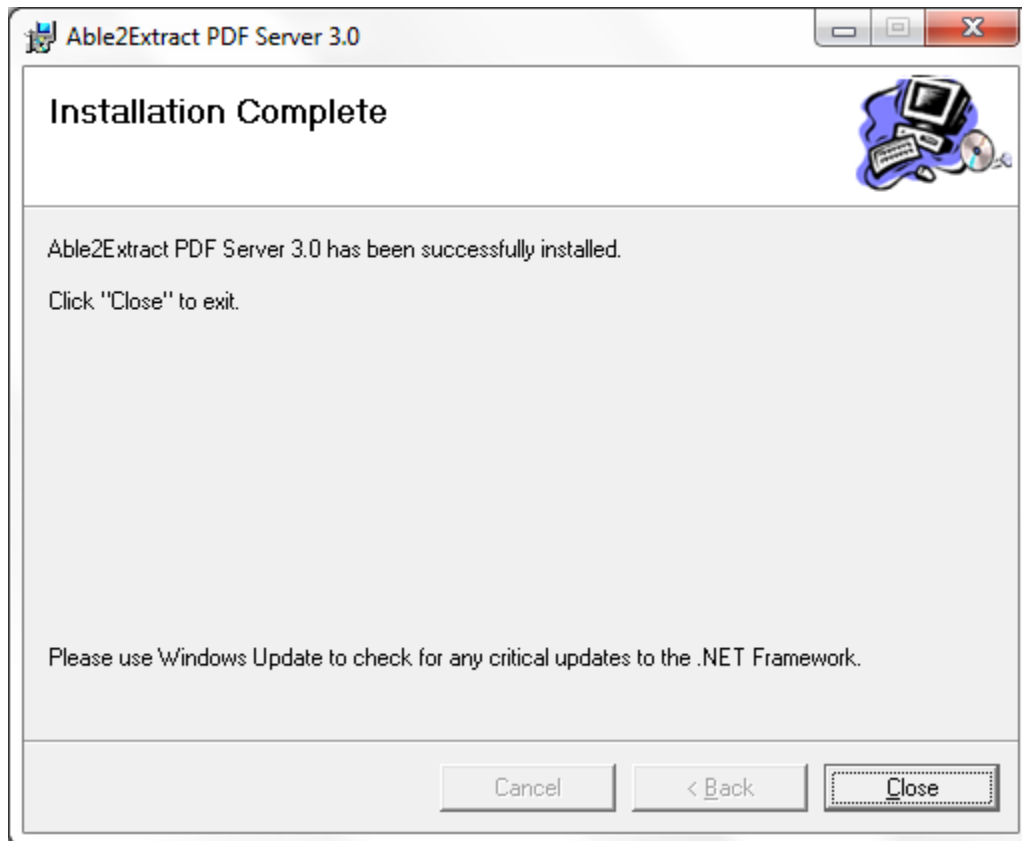 Able2Extract PDF Server 3.0
Installation Complete
Able2Extract PDF Server 3.0 has been successfully installed.
Click "Close" to exit.
Please use Windows Update to check for any critical updates to the .NET Framework.
Cancel
< Back
Close